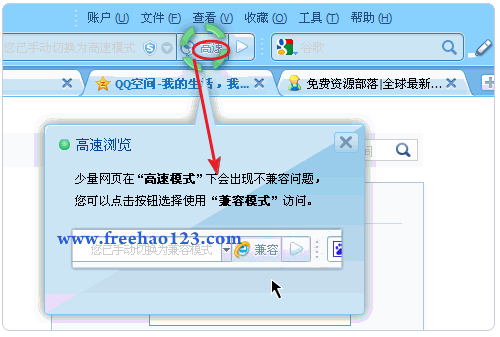 账户 (U) 文件 (F) 查看 (V) 收藏 (O) 工具 (T) 帮助 (H)
您已手动切换为高速模式 高速 谷歌
QQ空间-我的生活，我... 免费资源部落|全球最新...
高速浏览
间
少量网页在“高速模式”下会出现不兼容问题，
您可以点击按钮选择使用“兼容模式”访问。
www.freehao123.com
您已手动切换为兼容模式 兼容